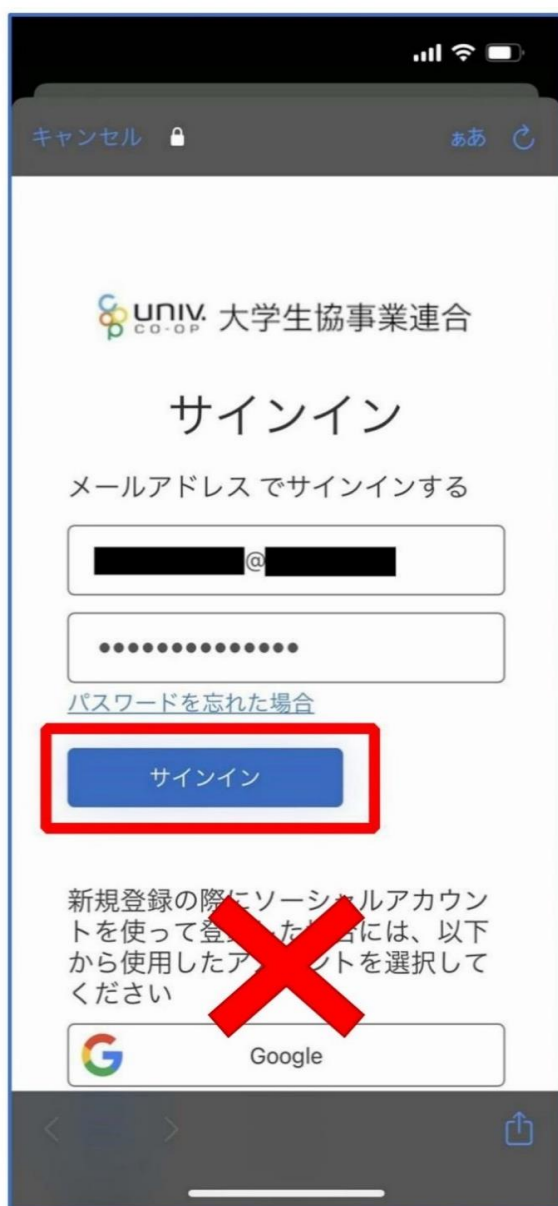 キャンセル
ああ
UNIV.
CO-OP
大学生協事業連合
サインイン
メールアドレス でサインインする
@
パスワードを忘れた場合
サインイン
新規登録の際にソーシャルアカウン
トを使って登した には、以下
から使用したア ントを選択して
ください
Google